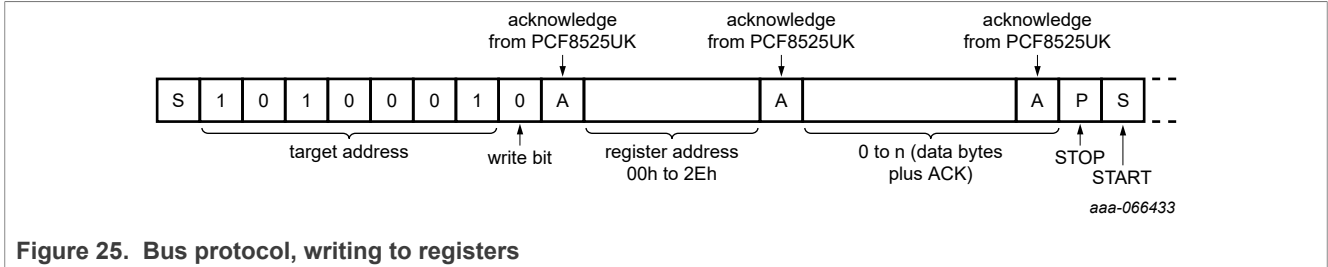 acknowledge acknowledge acknowledge
from PCF8525UK from PCF8525UK from PCF8525UK
S 1 0 1 0 0 0 1 0 A A A P S
target address write bit register address 0 to n (data bytes STOP
00h to 2Eh plus ACK) START
aaa-066433
Figure 25. Bus protocol, writing to registers